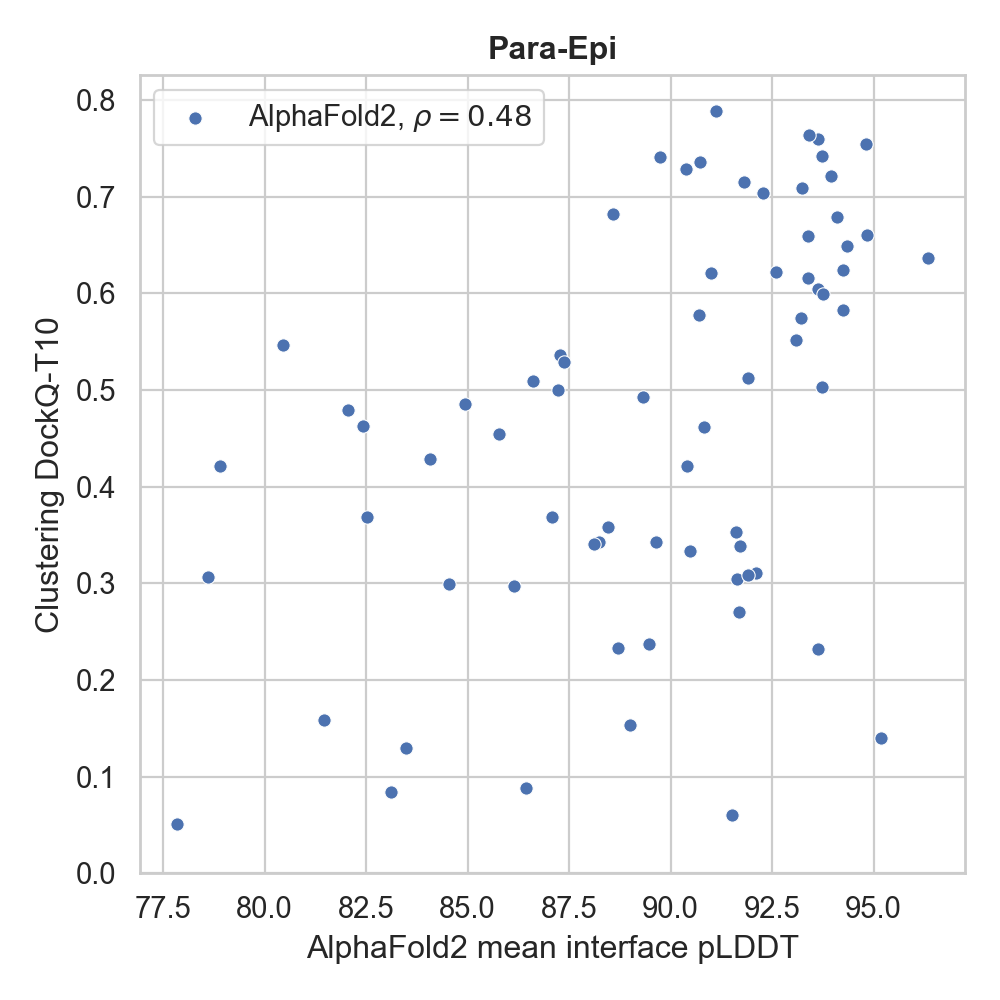 Para-Epi
AlphaFold2, ρ = 0.48
Clustering DockQ-T10
0.8
0.7
0.6
0.5
0.4
0.3
0.2
0.1
0.0
77.5 80.0 82.5 85.0 87.5 90.0 92.5 95.0
AlphaFold2 mean interface pLDDT